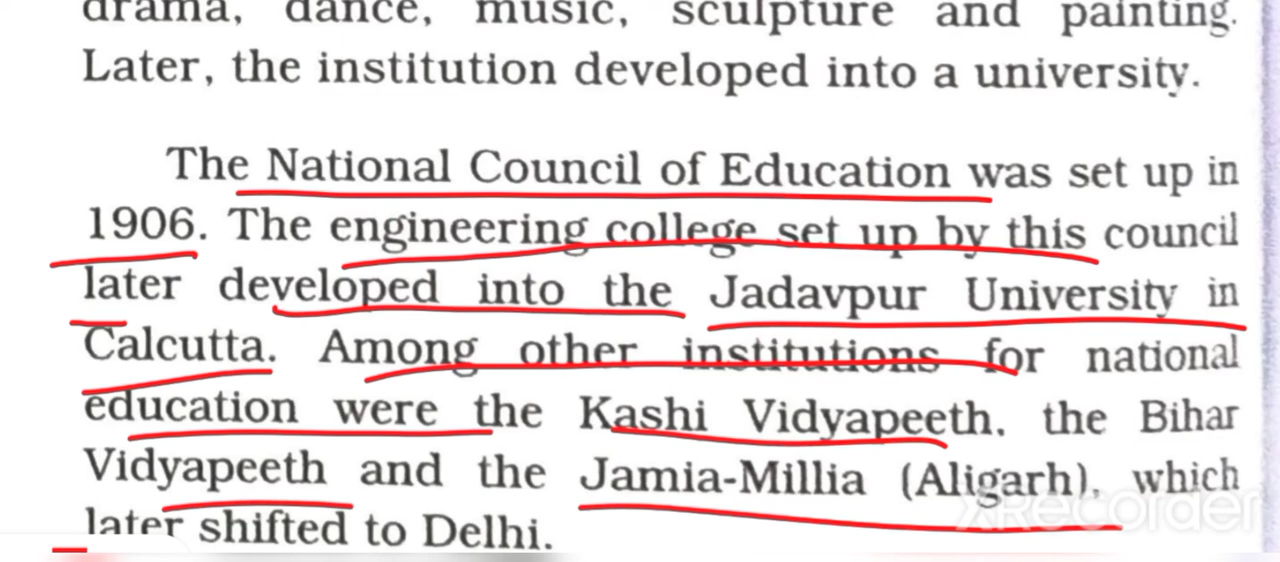 drama, dance, music, sculpture and painting.
Later, the institution developed into a university.
The National Council of Education was set up in
1906. The engineering college set up by this council
later developed into the Jadavpur University in
Calcutta. Among other institutions for national
education were the Kashi Vidyapeeth, the Bihar
Vidyapeeth and the Jamia-Millia (Aligarh), which
XRecorder
later shifted to Delhi.